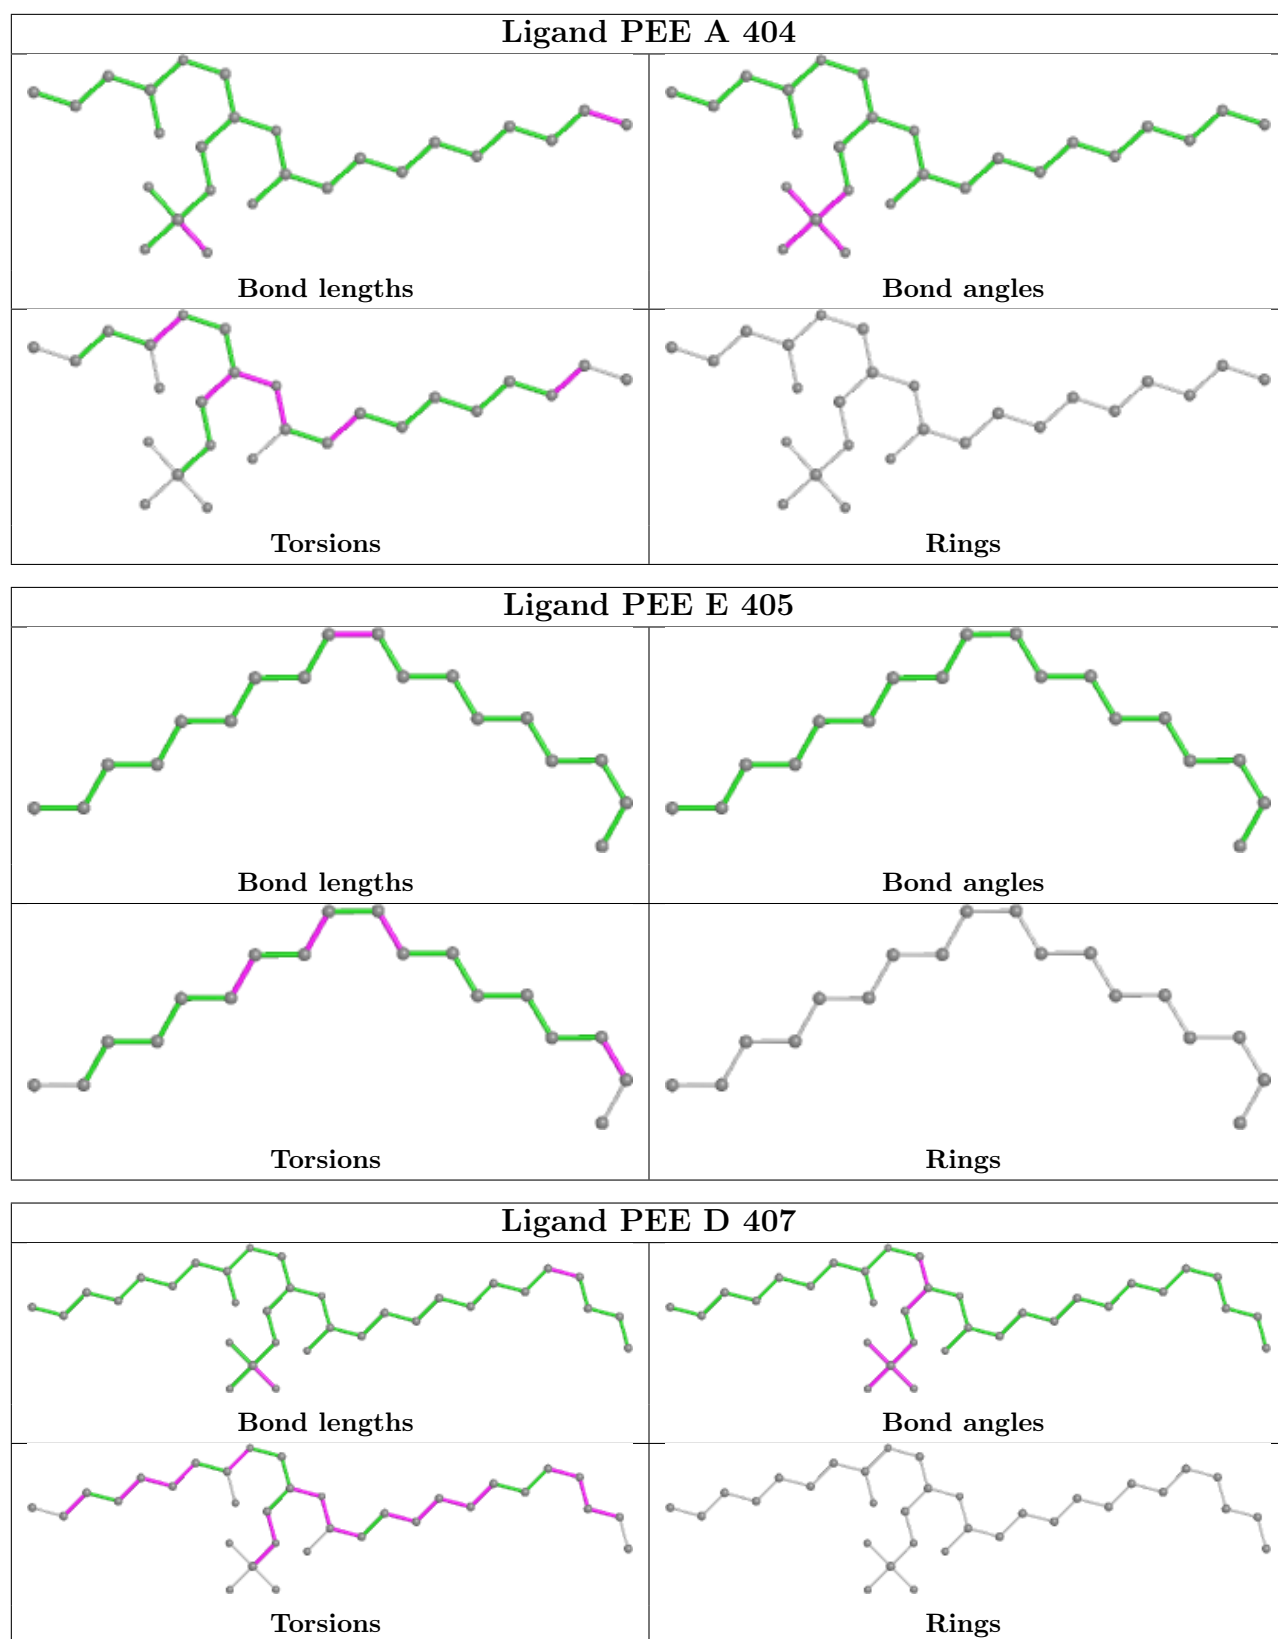 Ligand PEE A 404
Bond lengths
Bond angles
Torsions
Rings
Ligand PEE E 405
Bond lengths
Bond angles
Torsions
Rings
Ligand PEE D 407
Bond lengths
Bond angles
Torsions
Rings